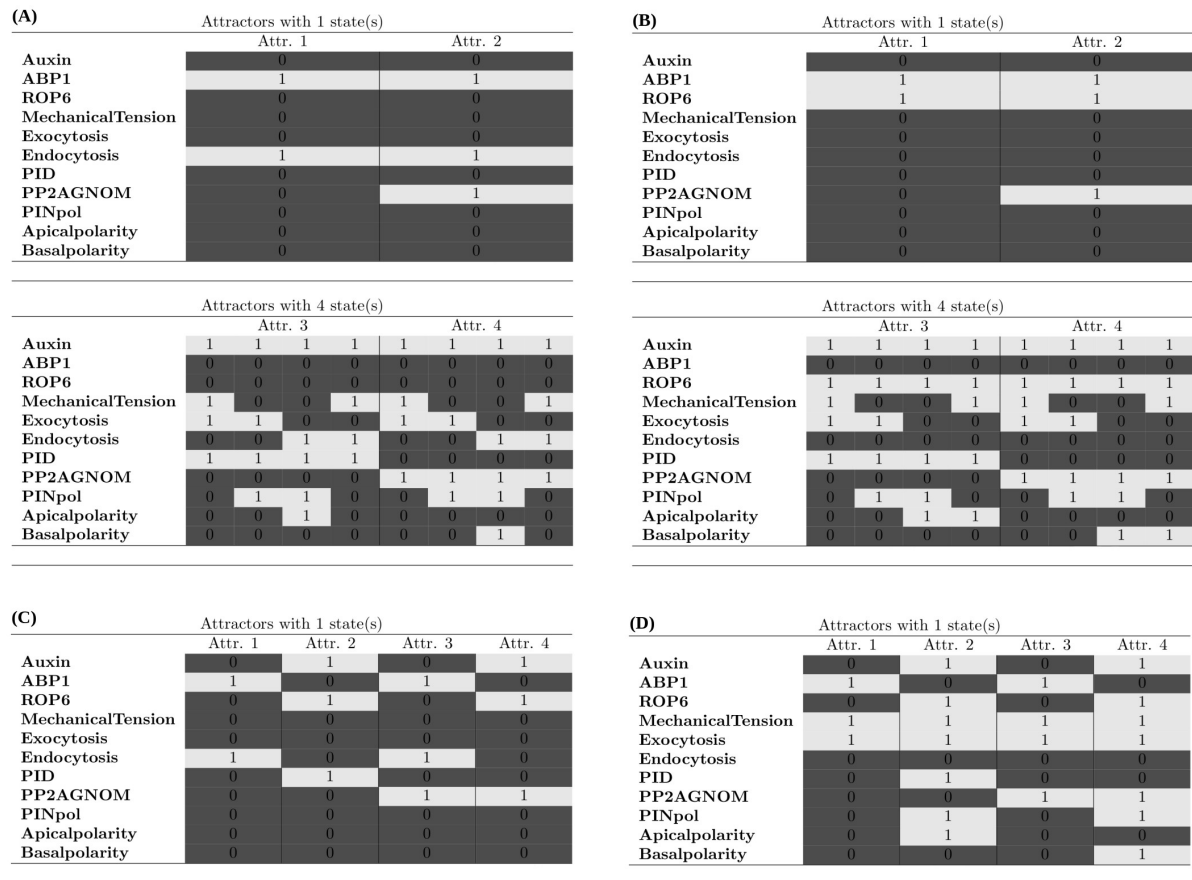 (A)
Attractors with 1 state(s)
Attr. 1 Attr. 2
Auxin 0 0
ABP1 1 1
ROP6 0 0
MechanicalTension 0 0
Exocytosis 0 0
Endocytosis 1 1
PID 0 0
PP2AGNOM 0 1
PINpol 0 0
Apicalpolarity 0 0
Basalpolarity 0 0
Attractors with 4 state(s)
Attr. 3 Attr. 4
Auxin 1 1 1 1 1 1 1 1
ABP1 0 0 0 0 0 0 0 0
ROP6 0 0 0 0 0 0 0 0
MechanicalTension 1 0 0 1 1 0 0 1
Exocytosis 1 1 0 0 1 1 0 0
Endocytosis 0 0 1 1 0 0 1 1
PID 1 1 1 1 0 0 0 0
PP2AGNOM 0 0 0 0 1 1 1 1
PINpol 0 1 1 0 0 1 1 0
Apicalpolarity 0 0 1 0 0 0 0 0
Basalpolarity 0 0 0 0 0 0 1 0
(B)
Attractors with 1 state(s)
Attr. 1 Attr. 2
Auxin 0 0
ABP1 1 1
ROP6 1 1
MechanicalTension 0 0
Exocytosis 0 0
Endocytosis 0 0
PID 0 0
PP2AGNOM 0 1
PINpol 0 0
Apicalpolarity 0 0
Basalpolarity 0 0
Attractors with 4 state(s)
Attr. 3 Attr. 4
Auxin 1 1 1 1 1 1 1 1
ABP1 0 0 0 0 0 0 0 0
ROP6 1 1 1 1 1 1 1 1
MechanicalTension 1 0 0 1 1 0 0 1
Exocytosis 1 1 0 0 1 1 0 0
Endocytosis 0 0 0 0 0 0 0 0
PID 1 1 1 1 0 0 0 0
PP2AGNOM 0 0 0 0 1 1 1 1
PINpol 0 1 1 0 0 1 1 0
Apicalpolarity 0 0 1 1 0 0 0 0
Basalpolarity 0 0 0 0 0 0 1 1
(C)
Attractors with 1 state(s)
Attr. 1 Attr. 2 Attr. 3 Attr. 4
Auxin 0 1 0 1
ABP1 1 0 1 0
ROP6 0 1 0 1
MechanicalTension 0 0 0 0
Exocytosis 0 0 0 0
Endocytosis 1 0 1 0
PID 0 1 0 0
PP2AGNOM 0 0 1 1
PINpol 0 0 0 0
Apicalpolarity 0 0 0 0
Basalpolarity 0 0 0 0
(D)
Attractors with 1 state(s)
Attr. 1 Attr. 2 Attr. 3 Attr. 4
Auxin 0 1 0 1
ABP1 1 0 1 0
ROP6 0 1 0 1
MechanicalTension 1 1 1 1
Exocytosis 1 1 1 1
Endocytosis 0 0 0 0
PID 0 1 0 0
PP2AGNOM 0 0 1 1
PINpol 0 1 0 1
Apicalpolarity 0 1 0 0
Basalpolarity 0 0 0 1